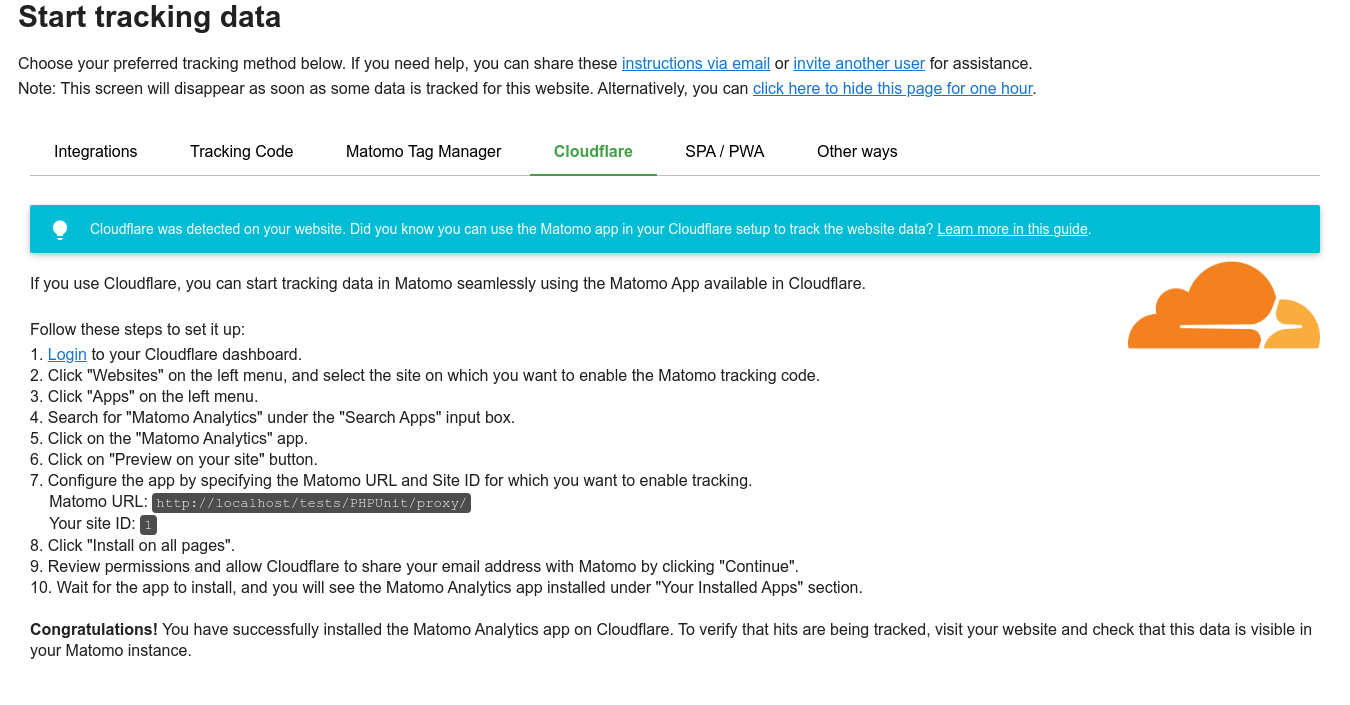 Start tracking data
Choose your preferred tracking method below. If you need help, you can share these instructions via email or invite another user for assistance.
Note: This screen will disappear as soon as some data is tracked for this website. Alternatively, you can click here to hide this page for one hour.
Integrations
Tracking Code
Matomo Tag Manager
Cloudflare
SPA / PWA
Other ways
Cloudflare was detected on your website. Did you know you can use the Matomo app in your Cloudflare setup to track the website data? Learn more in this guide.
If you use Cloudflare, you can start tracking data in Matomo seamlessly using the Matomo App available in Cloudflare.
Follow these steps to set it up:
1. Login to your Cloudflare dashboard.
2. Click "Websites" on the left menu, and select the site on which you want to enable the Matomo tracking code.
3. Click "Apps" on the left menu.
4. Search for "Matomo Analytics" under the "Search Apps" input box.
5. Click on the "Matomo Analytics" app.
6. Click on "Preview on your site" button.
7. Configure the app by specifying the Matomo URL and Site ID for which you want to enable tracking.
Matomo URL: http://localhost/tests/PHPUnit/proxy/
Your site ID: 1
8. Click "Install on all pages".
9. Review permissions and allow Cloudflare to share your email address with Matomo by clicking "Continue".
10. Wait for the app to install, and you will see the Matomo Analytics app installed under "Your Installed Apps" section.
Congratulations! You have successfully installed the Matomo Analytics app on Cloudflare. To verify that hits are being tracked, visit your website and check that this data is visible in
your Matomo instance.